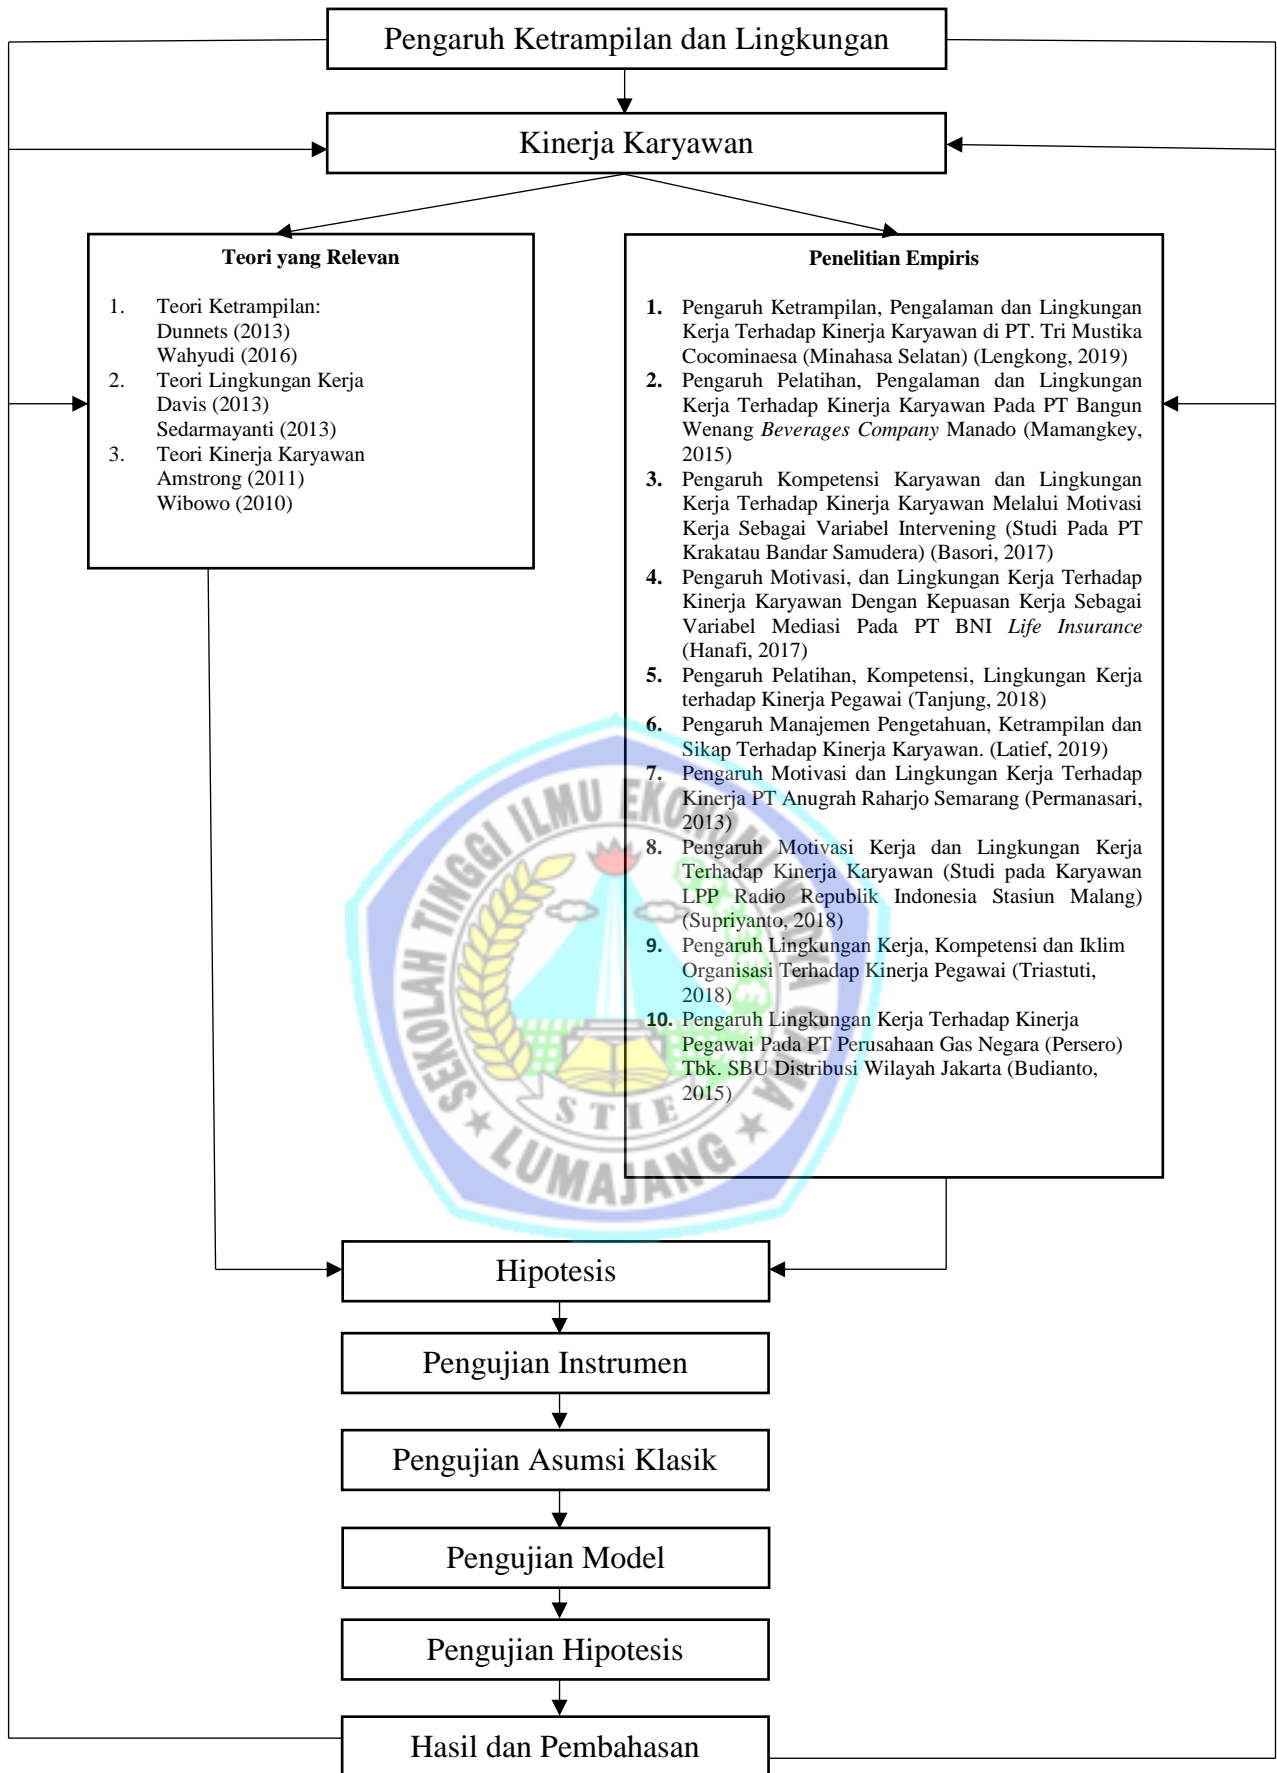 Pengaruh Ketrampilan dan Lingkungan
Kinerja Karyawan
Teori yang Relevan
1. Teori Ketrampilan:
Dunnets (2013)
Wahyudi (2016)
2. Teori Lingkungan Kerja
Davis (2013)
Sedarmayanti (2013)
3. Teori Kinerja Karyawan
Amstrong (2011)
Wibowo (2010)
Penelitian Empiris
1. Pengaruh Ketrampilan, Pengalaman dan Lingkungan
Kerja Terhadap Kinerja Karyawan di PT. Tri Mustika
Cocominaesa (Minahasa Selatan) (Lengkong, 2019)
2. Pengaruh Pelatihan, Pengalaman dan Lingkungan
Kerja Terhadap Kinerja Karyawan Pada PT Bangun
Wenang Beverages Company Manado (Mamangkey,
2015)
3. Pengaruh Kompetensi Karyawan dan Lingkungan
Kerja Terhadap Kinerja Karyawan Melalui Motivasi
Kerja Sebagai Variabel Intervening (Studi Pada PT
Krakatau Bandar Samudera) (Basori, 2017)
4. Pengaruh Motivasi, dan Lingkungan Kerja Terhadap
Kinerja Karyawan Dengan Kepuasan Kerja Sebagai
Variabel Mediasi Pada PT BNI Life Insurance
(Hanafi, 2017)
5. Pengaruh Pelatihan, Kompetensi, Lingkungan Kerja
terhadap Kinerja Pegawai (Tanjung, 2018)
6. Pengaruh Manajemen Pengetahuan, Ketrampilan dan
Sikap Terhadap Kinerja Karyawan. (Latief, 2019)
7. Pengaruh Motivasi dan Lingkungan Kerja Terhadap
Kinerja PT Anugrah Raharjo Semarang (Permanasari,
2013)
8. Pengaruh Motivasi Kerja dan Lingkungan Kerja
Terhadap Kinerja Karyawan (Studi pada Karyawan
LPP Radio Republik Indonesia Stasiun Malang)
(Supriyanto, 2018)
9. Pengaruh Lingkungan Kerja, Kompetensi dan Iklim
Organisasi Terhadap Kinerja Pegawai (Triastuti,
2018)
10. Pengaruh Lingkungan Kerja Terhadap Kinerja
Pegawai Pada PT Perusahaan Gas Negara (Persero)
Tbk. SBU Distribusi Wilayah Jakarta (Budianto,
2015)
SEKOLAH TINGGI ILMU EKONOMI WIDYA GAMA
STIE
LUMAJANG
Hipotesis
Pengujian Instrumen
Pengujian Asumsi Klasik
Pengujian Model
Pengujian Hipotesis
Hasil dan Pembahasan